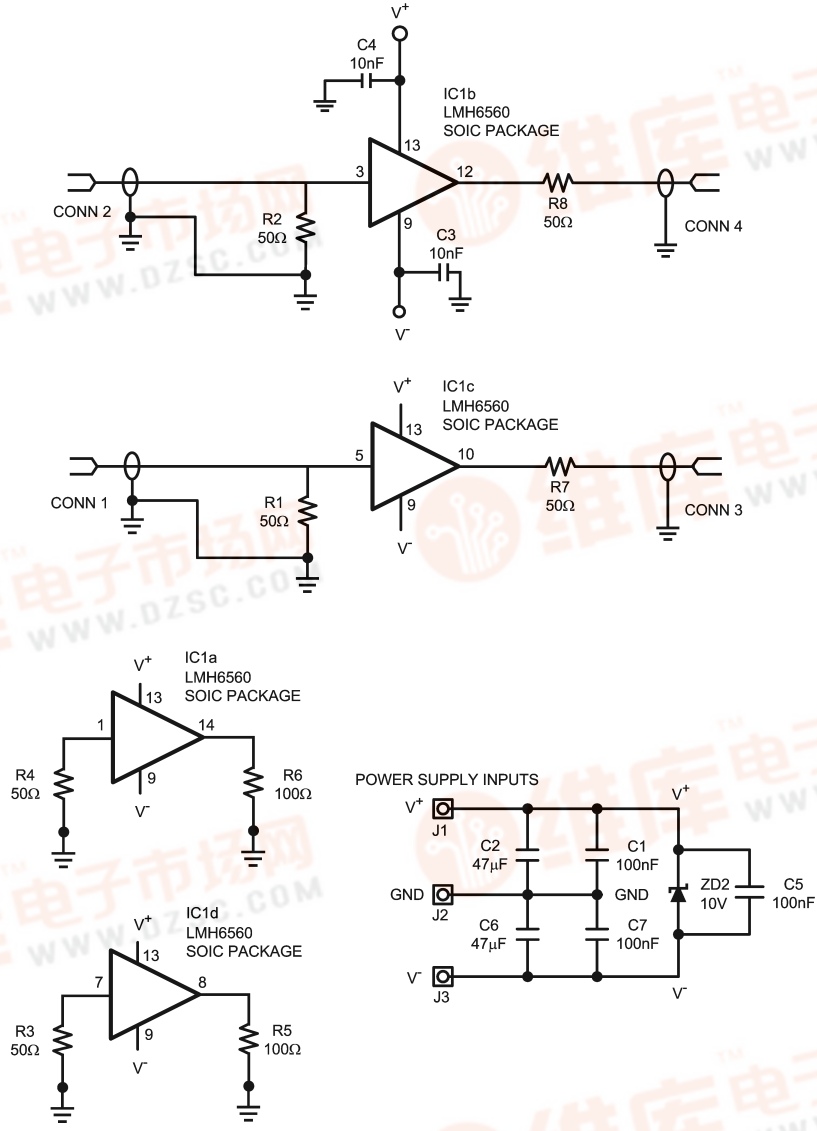 V+
C4
10nF
IC1b
LMH6560
SOIC PACKAGE
13
3
12
CONN 2
R2
50Ω
9
C3
10nF
R8
50Ω
CONN 4
V-
V+
IC1c
LMH6560
SOIC PACKAGE
13
5
10
CONN 1
R1
50Ω
9
V-
R7
50Ω
CONN 3
IC1a
LMH6560
SOIC PACKAGE
V+
13
1
14
R4
50Ω
9
V-
R6
100Ω
POWER SUPPLY INPUTS
V+
J1
V+
C2
47μF
C1
100nF
GND
J2
GND
ZD2
10V
C5
100nF
C6
47μF
C7
100nF
V-
J3
V-
IC1d
LMH6560
SOIC PACKAGE
V+
13
7
8
R3
50Ω
9
V-
R5
100Ω
维库电子市场网
WWW.DZSC.COM
TM